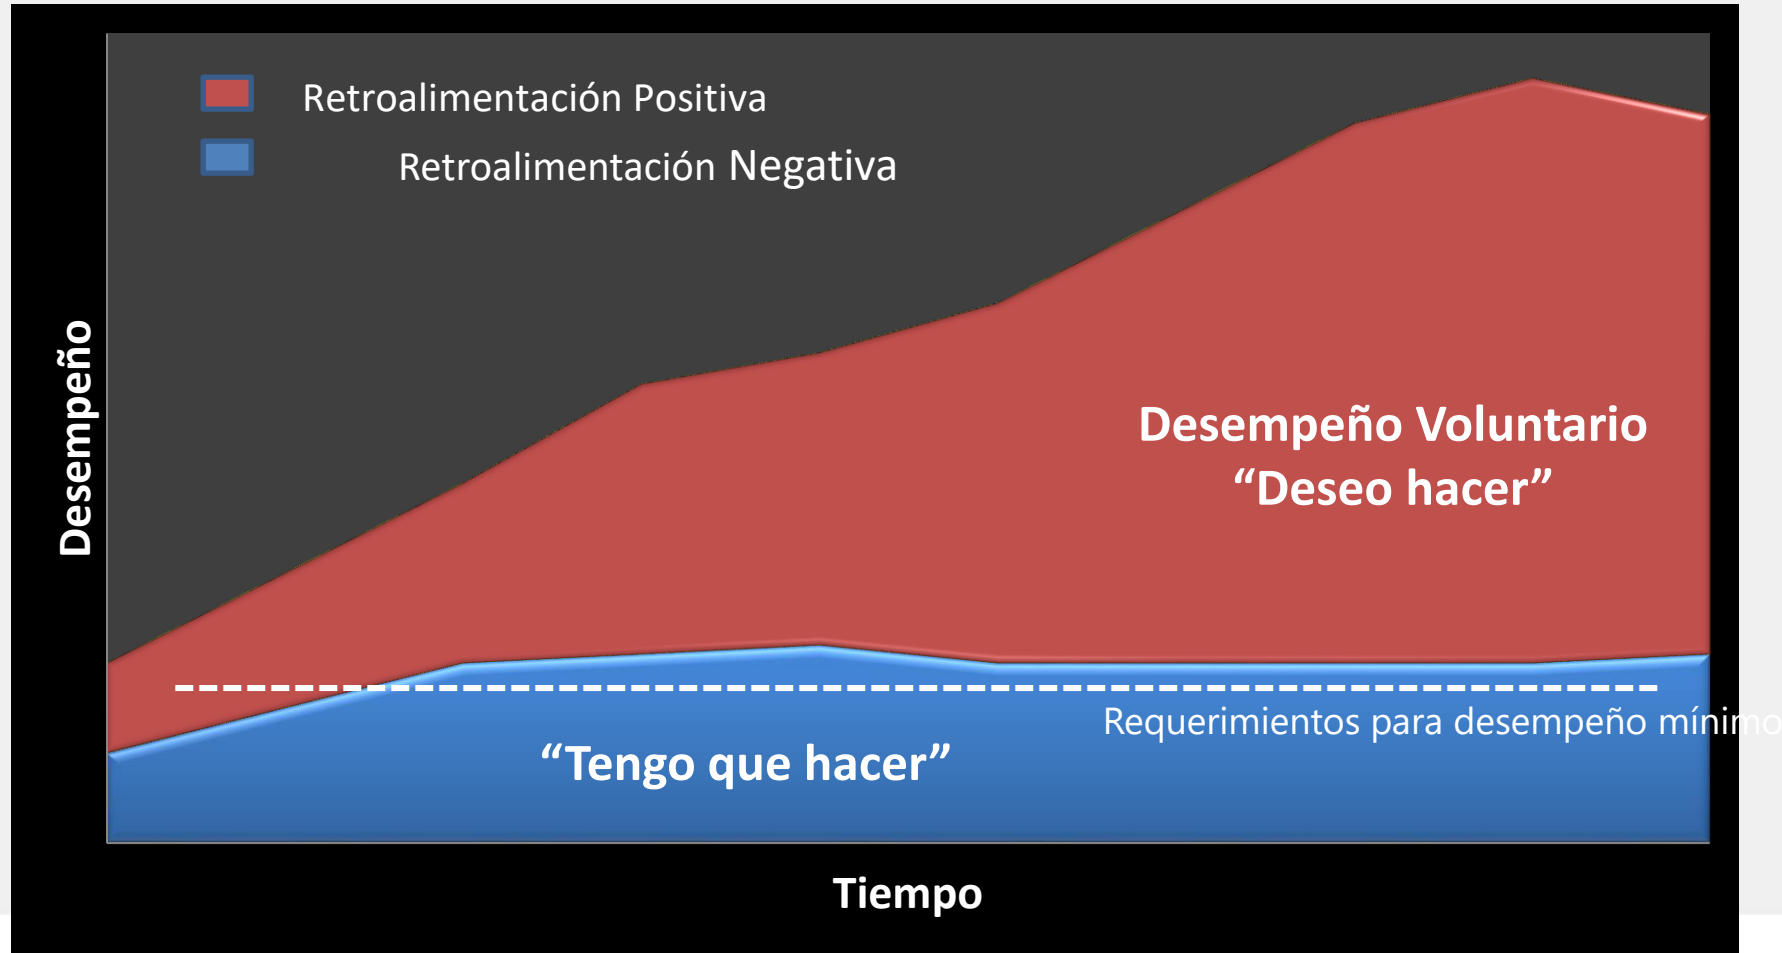 Retroalimentación Positiva
Retroalimentación Negativa
Desempeño
Desempeño Voluntario
“Deseo hacer”
Requerimientos para desempeño mínimo
“Tengo que hacer”
Tiempo